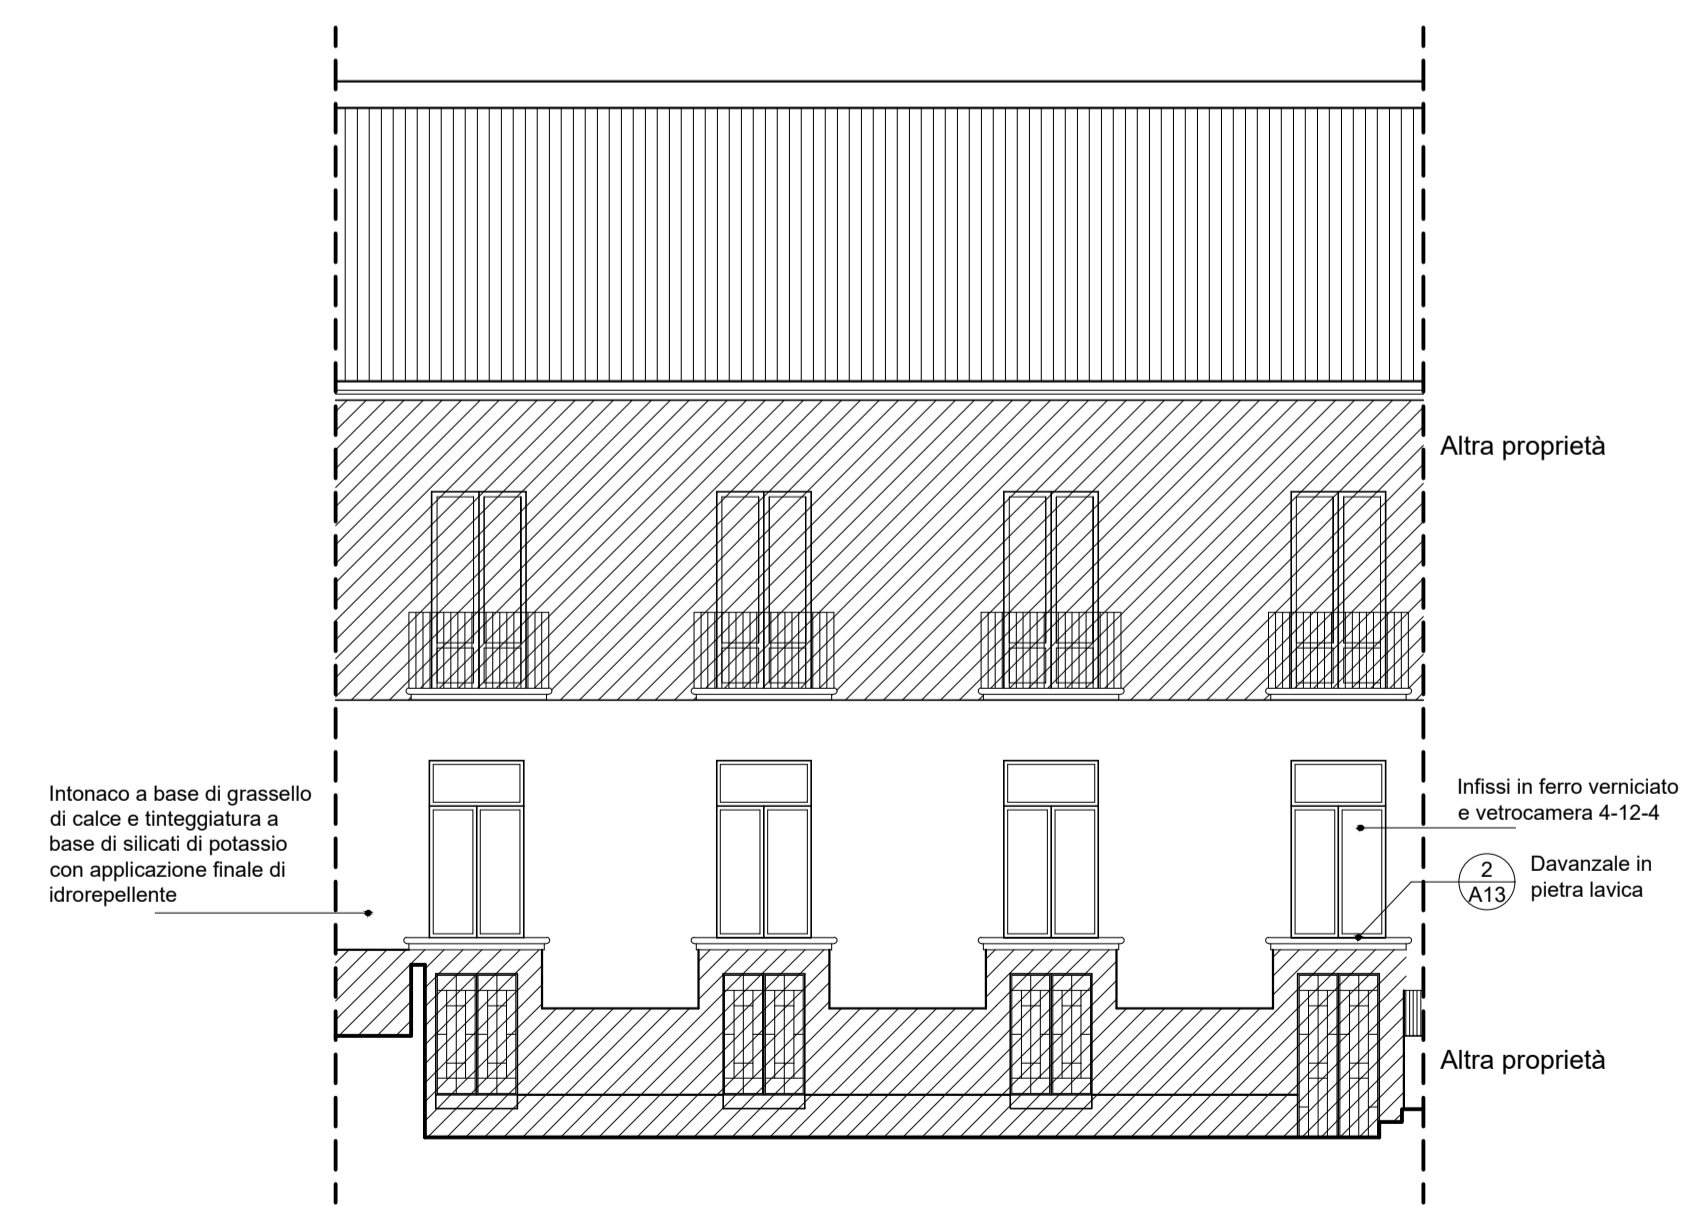 Altra proprietà
Intonaco a base di grassello
di calce e tinteggiatura a
base di silicati di potassio
con applicazione finale di
idrorepellente
Infissi in ferro verniciato
e vetrocamera 4-12-4
2
A13
Davanzale in
pietra lavica
Altra proprietà